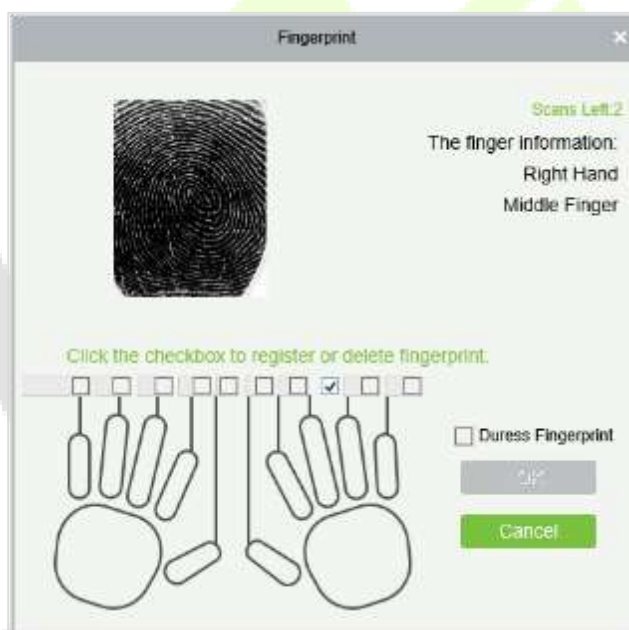 Fingerprint
Scans Left:2
The finger information:
Right Hand
Middle Finger
Click the checkbox to register or delete fingerprint.
Duress Fingerprint
OK
Cancel